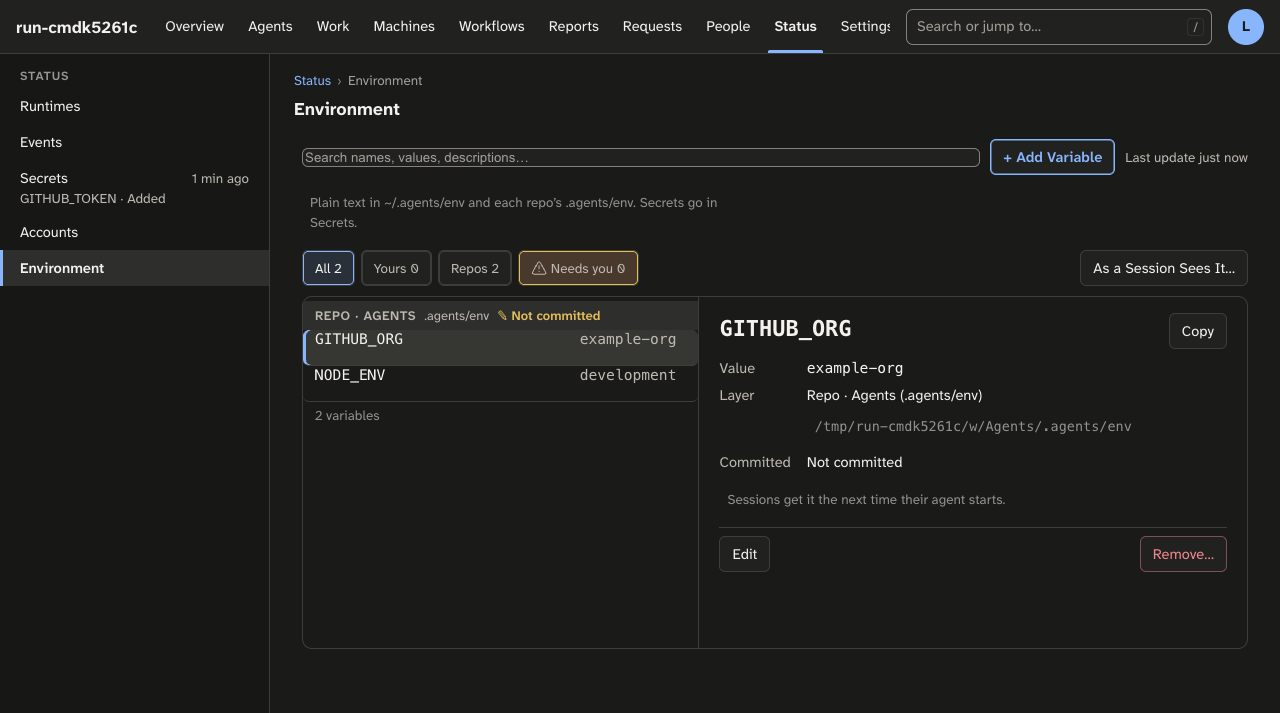 run-cmdk5261c Overview Agents Work Machines Workflows Reports Requests People Status Settings Search or jump to… / L
STATUS
Runtimes
Events
Secrets 1 min ago
GITHUB_TOKEN · Added
Accounts
Environment
Status › Environment
Environment
Search names, values, descriptions… + Add Variable Last update just now
Plain text in ~/.agents/env and each repo’s .agents/env. Secrets go in
Secrets.
All 2 Yours 0 Repos 2 ⚠ Needs you 0 As a Session Sees It…
REPO · AGENTS .agents/env ✎ Not committed
GITHUB_ORG example-org
NODE_ENV development
2 variables
GITHUB_ORG Copy
Value example-org
Layer Repo · Agents (.agents/env)
/tmp/run-cmdk5261c/w/Agents/.agents/env
Committed Not committed
Sessions get it the next time their agent starts.
Edit Remove…